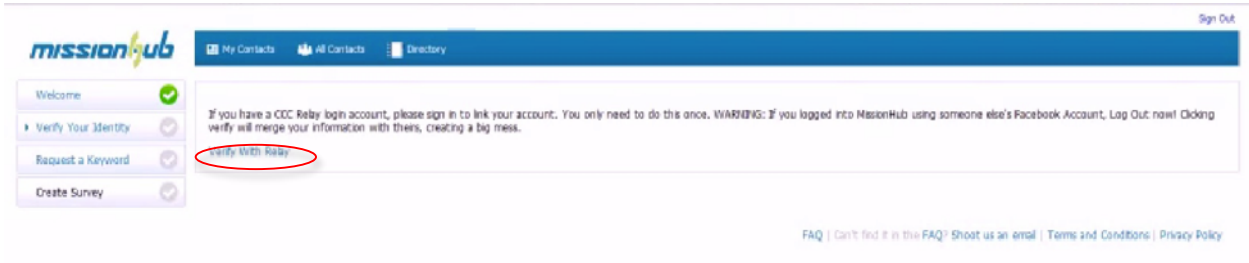 Sign Out
missionhub
My Contacts All Contacts Directory
Welcome
Verify Your Identity
Request a Keyword
Create Survey
If you have a CCC Relay login account, please sign in to link your account. You only need to do this once. WARNING: If you logged into MissionHub using someone else's Facebook Account, Log Out now! Clicking
verify will merge your information with theirs, creating a big mess.
Verify With Relay
FAQ | Can't find it in the FAQ? Shoot us an email | Terms and Conditions | Privacy Policy